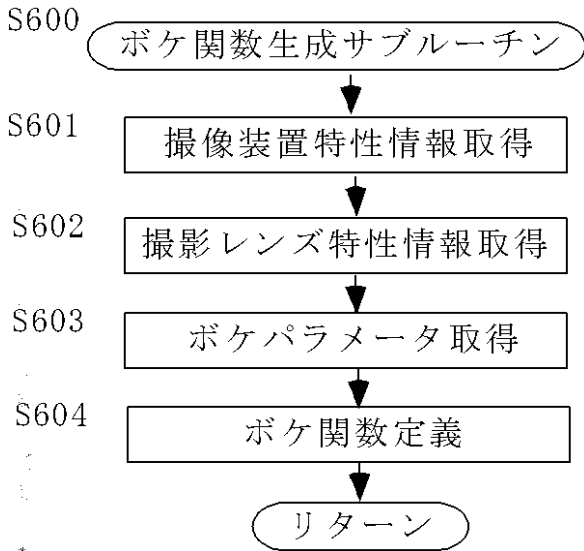 S600
ボケ関数生成サブルーチン
S601
撮像装置特性情報取得
S602
撮影レンズ特性情報取得
S603
ボケパラメータ取得
S604
ボケ関数定義
リターン